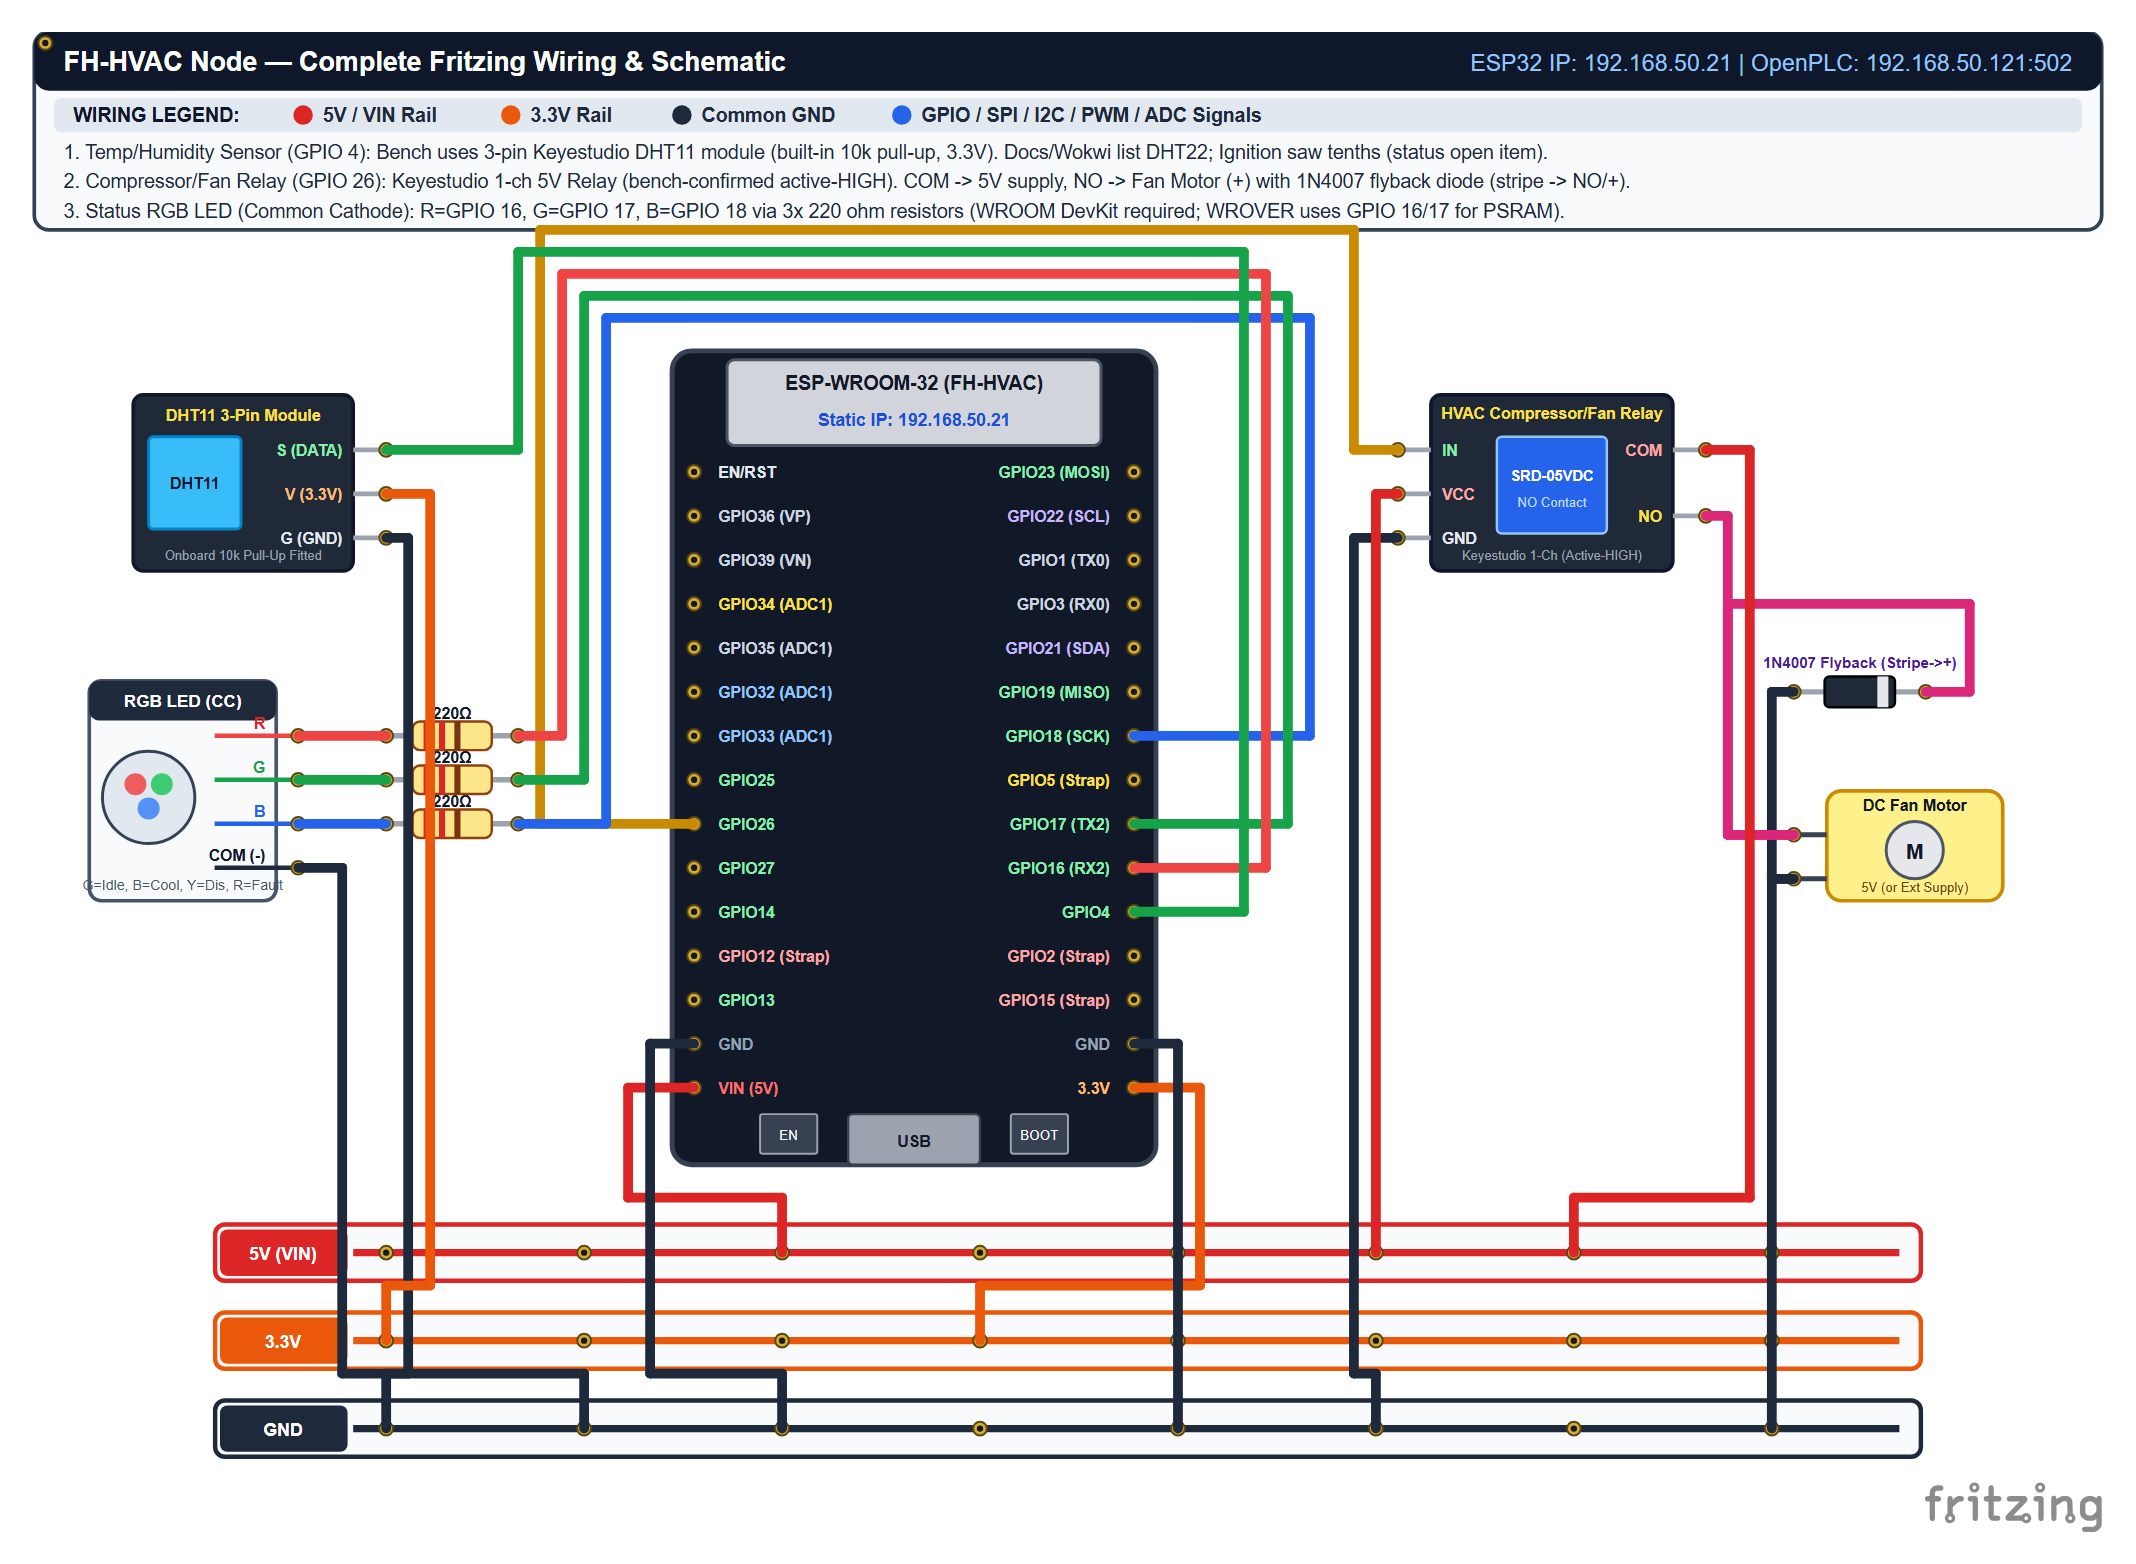 FH-HVAC Node — Complete Fritzing Wiring & Schematic
ESP32 IP: 192.168.50.21 | OpenPLC: 192.168.50.121:502
WIRING LEGEND:
5V / VIN Rail
3.3V Rail
Common GND
GPIO / SPI / I2C / PWM / ADC Signals
1. Temp/Humidity Sensor (GPIO 4): Bench uses 3-pin Keyestudio DHT11 module (built-in 10k pull-up, 3.3V). Docs/Wokwi list DHT22; Ignition saw tenths (status open item).
2. Compressor/Fan Relay (GPIO 26): Keyestudio 1-ch 5V Relay (bench-confirmed active-HIGH). COM -> 5V supply, NO -> Fan Motor (+) with 1N4007 flyback diode (stripe -> NO/+).
3. Status RGB LED (Common Cathode): R=GPIO 16, G=GPIO 17, B=GPIO 18 via 3x 220 ohm resistors (WROOM DevKit required; WROVER uses GPIO 16/17 for PSRAM).
DHT11 3-Pin Module
DHT11
S (DATA)
V (3.3V)
G (GND)
Onboard 10k Pull-Up Fitted
RGB LED (CC)
R
G
B
COM (-)
G=Idle, B=Cool, Y=Dis, R=Fault
220Ω
220Ω
220Ω
ESP-WROOM-32 (FH-HVAC)
Static IP: 192.168.50.21
EN/RST
GPIO36 (VP)
GPIO39 (VN)
GPIO34 (ADC1)
GPIO35 (ADC1)
GPIO32 (ADC1)
GPIO33 (ADC1)
GPIO25
GPIO26
GPIO27
GPIO14
GPIO12 (Strap)
GPIO13
GND
VIN (5V)
GPIO23 (MOSI)
GPIO22 (SCL)
GPIO1 (TX0)
GPIO3 (RX0)
GPIO21 (SDA)
GPIO19 (MISO)
GPIO18 (SCK)
GPIO5 (Strap)
GPIO17 (TX2)
GPIO16 (RX2)
GPIO4
GPIO2 (Strap)
GPIO15 (Strap)
GND
3.3V
EN
USB
BOOT
HVAC Compressor/Fan Relay
IN
VCC
GND
SRD-05VDC
NO Contact
COM
NO
Keyestudio 1-Ch (Active-HIGH)
1N4007 Flyback (Stripe->+)
DC Fan Motor
M
5V (or Ext Supply)
5V (VIN)
3.3V
GND
fritzing